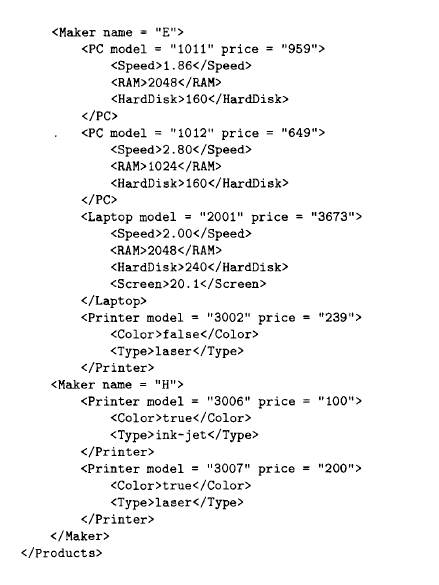 <Maker name = "E">
<PC model = "1011" price = "959">
<Speed>1.86</Speed>
<RAM>2048</RAM>
<HardDisk>160</HardDisk>
</PC>
<PC model = "1012" price = "649">
<Speed>2.80</Speed>
<RAM>1024</RAM>
<HardDisk>160</HardDisk>
</PC>
<Laptop model = "2001" price = "3673">
<Speed>2.00</Speed>
<RAM>2048</RAM>
<HardDisk>240</HardDisk>
<Screen>20.1</Screen>
</Laptop>
<Printer model = "3002" price = "239">
<Color>false</Color>
<Type>laser</Type>
</Printer>
<Maker name = "H">
<Printer model = "3006" price = "100">
<Color>true</Color>
<Type>ink-jet</Type>
</Printer>
<Printer model = "3007" price = "200">
<Color>true</Color>
<Type>laser</Type>
</Printer>
</Maker>
</Products>